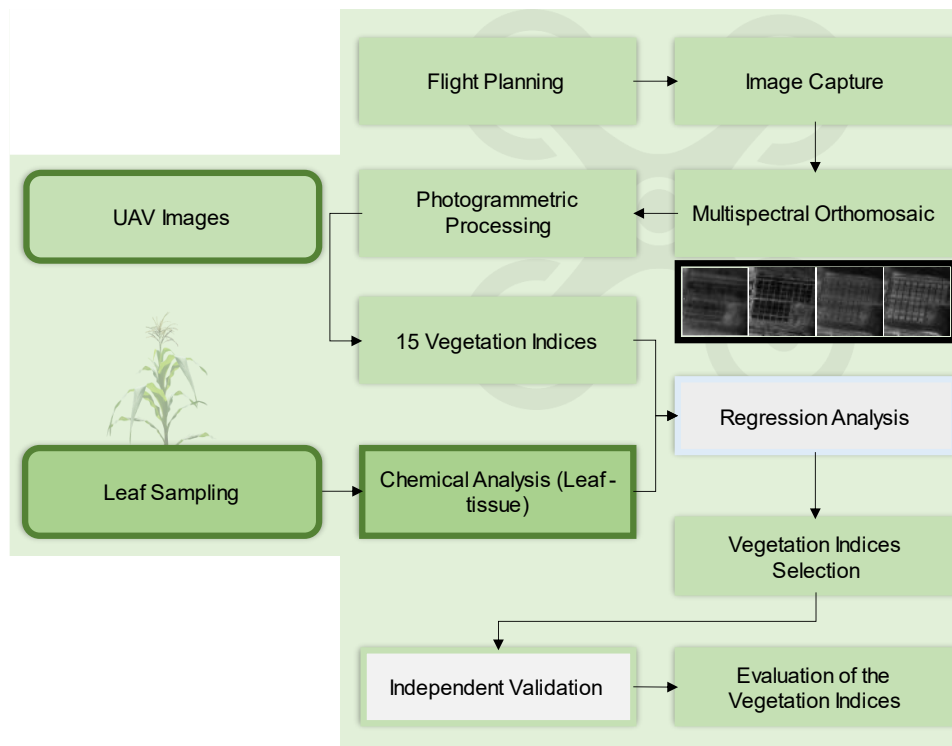 Flight Planning
Image Capture
UAV Images
Photogrammetric
Processing
Multispectral Orthomosaic
15 Vegetation Indices
Regression Analysis
Leaf Sampling
Chemical Analysis (Leaf -
tissue)
Vegetation Indices
Selection
Independent Validation
Evaluation of the
Vegetation Indices